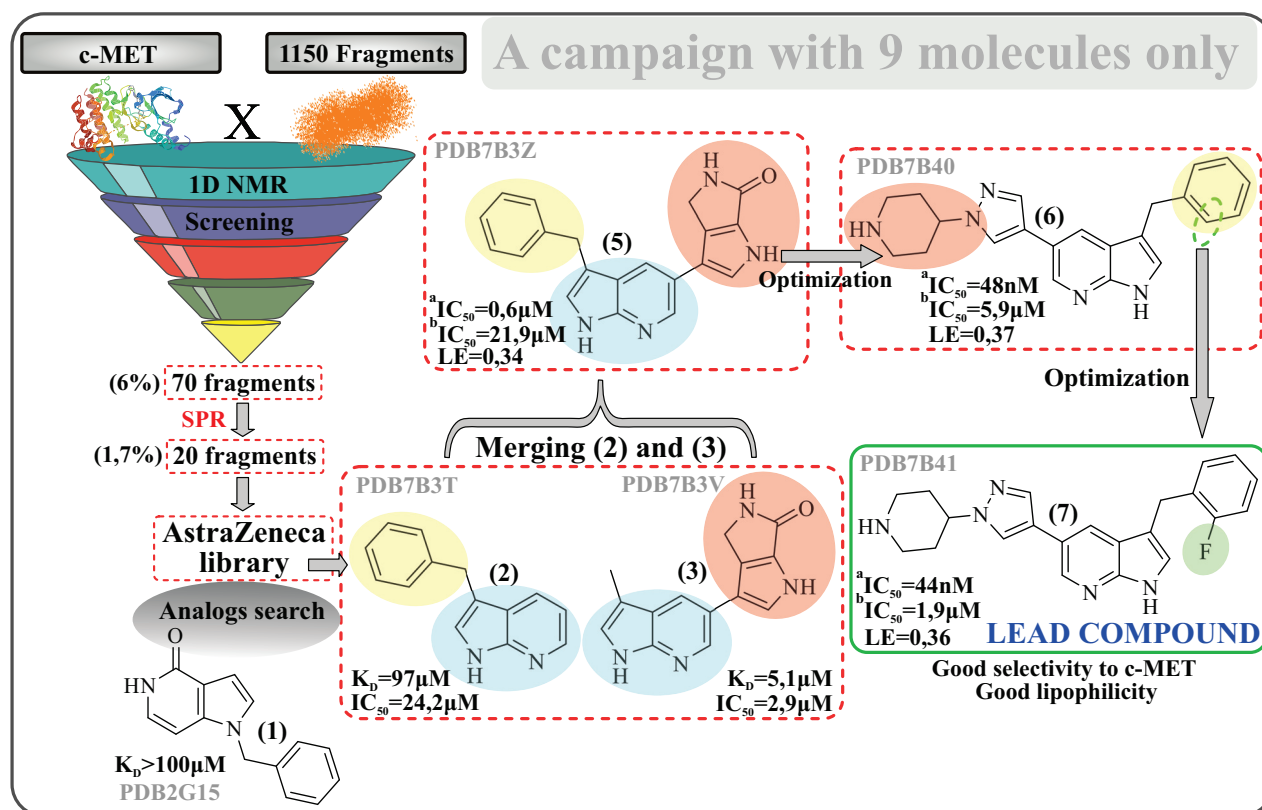 c-MET
1150 Fragments
A campaign with 9 molecules only
X
1D NMR
Screening
(6%) 70 fragments
SPR
(1,7%) 20 fragments
AstraZeneca
library
Analogs search
O
HN
N
(1)
K_D>100µM
PDB2G15
PDB7B3Z
H
N
O
NH
(5)
N
H
N
aIC50=0,6µM
bIC50=21,9µM
LE=0,34
Optimization
PDB7B40
HN
N
N
(6)
N
N
H
aIC50=48nM
bIC50=5,9µM
LE=0,37
Optimization
Merging (2) and (3)
PDB7B3T
(2)
N
H
N
K_D=97µM
IC50=24,2µM
PDB7B3V
H
N
O
NH
(3)
N
H
N
K_D=5,1µM
IC50=2,9µM
PDB7B41
HN
N
N
(7)
F
N
N
H
aIC50=44nM
bIC50=1,9µM
LE=0,36
LEAD COMPOUND
Good selectivity to c-MET
Good lipophilicity